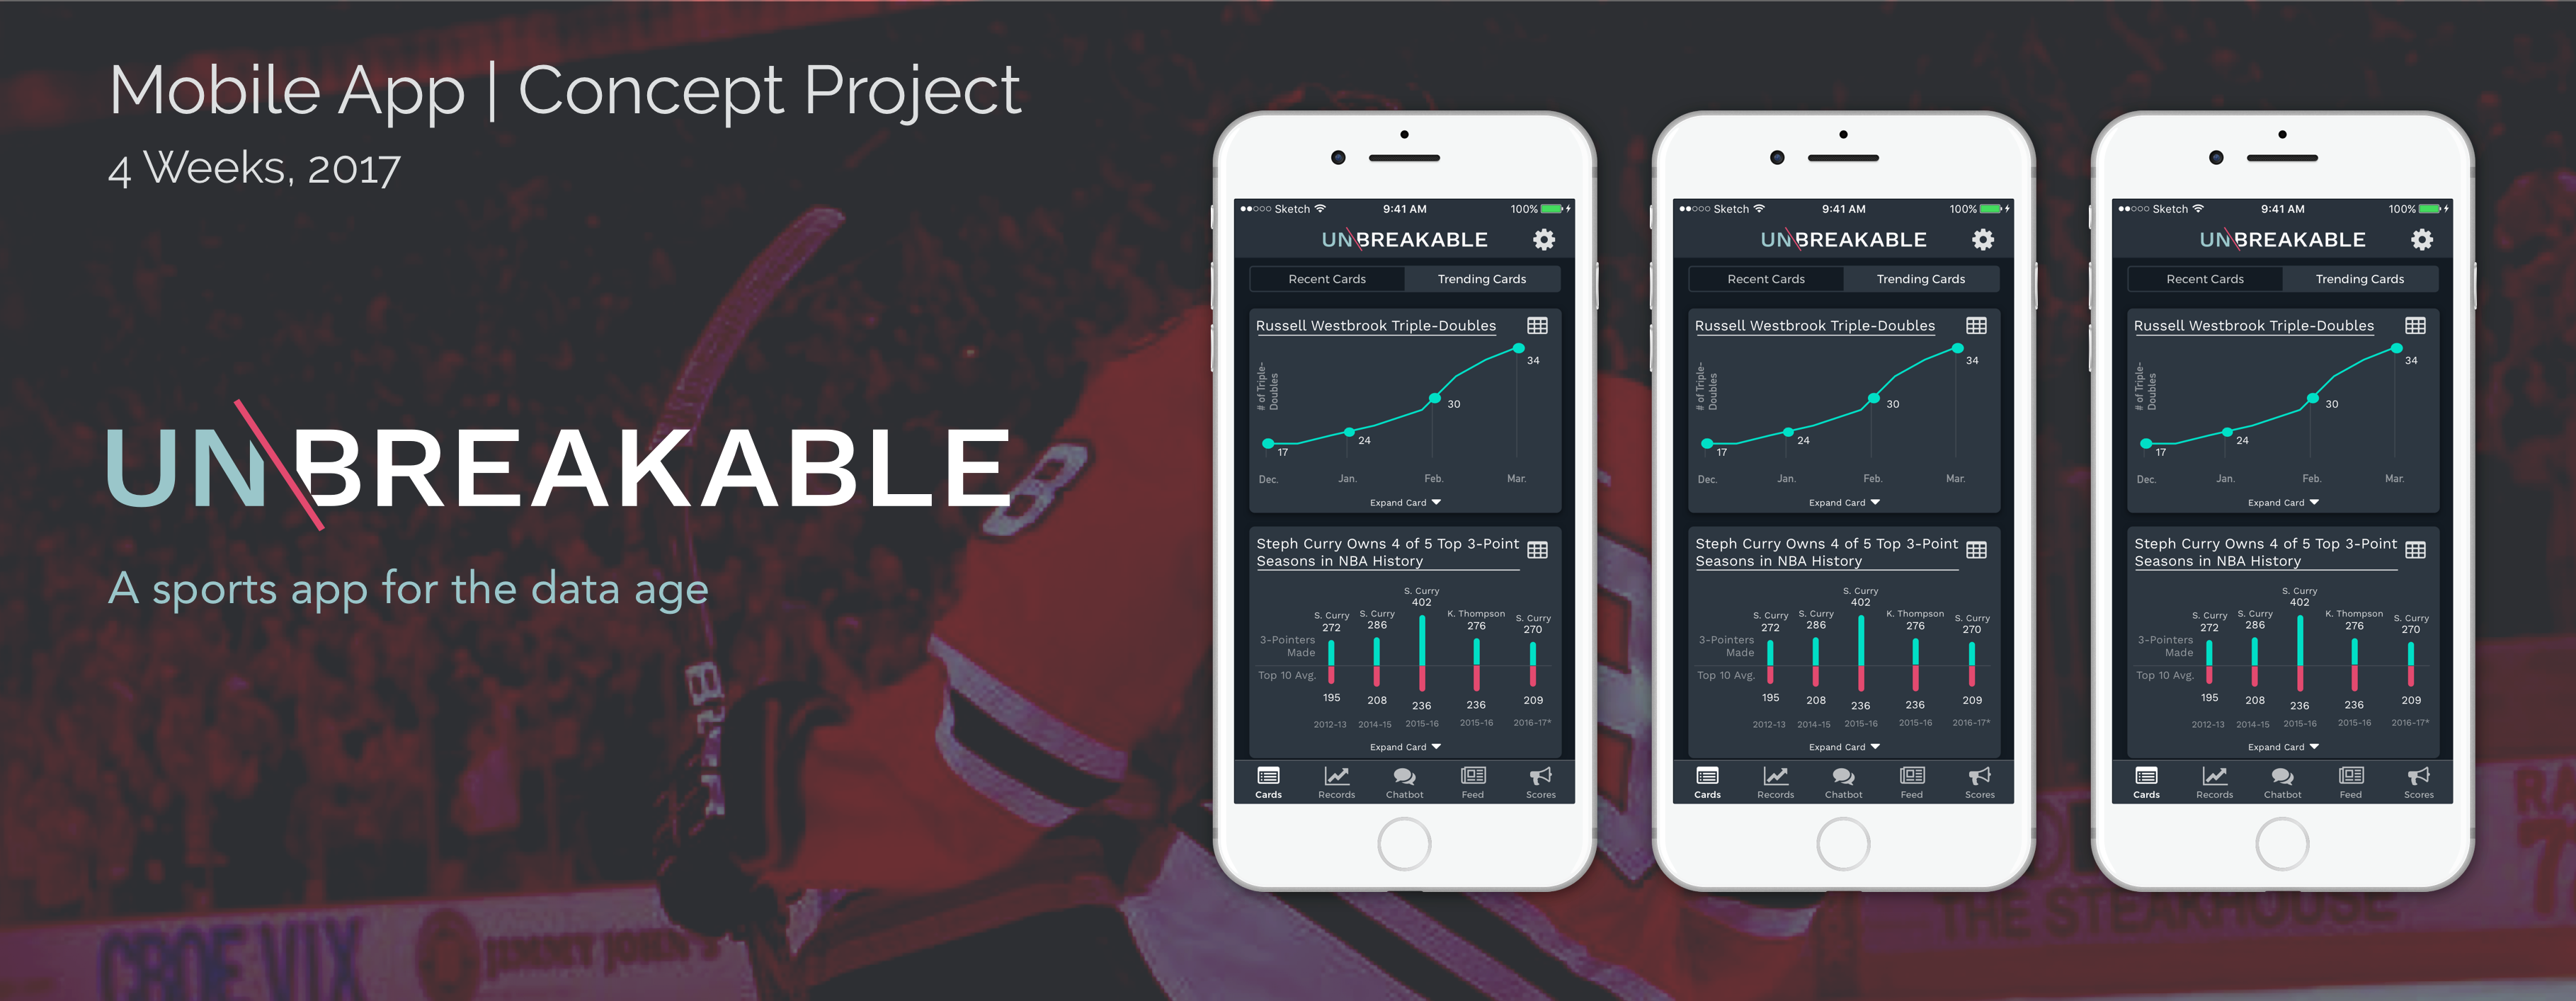 Mobile App | Concept Project
4 Weeks, 2017
UNBREAKABLE
A sports app for the data age
Sketch 9:41 AM 100%
UNBREAKABLE
Recent Cards Trending Cards
Russell Westbrook Triple-Doubles
# of Triple-
Doubles
34
30
24
17
Dec. Jan. Feb. Mar.
Expand Card
Steph Curry Owns 4 of 5 Top 3-Point
Seasons in NBA History
S. Curry S. Curry S. Curry K. Thompson S. Curry
272 286 402 276 270
3-Pointers
Made
Top 10 Avg.
195 208 236 236 209
2012-13 2014-15 2015-16 2015-16 2016-17*
Expand Card
Cards Records Chatbot Feed Scores
Sketch 9:41 AM 100%
UNBREAKABLE
Recent Cards Trending Cards
Russell Westbrook Triple-Doubles
# of Triple-
Doubles
34
30
24
17
Dec. Jan. Feb. Mar.
Expand Card
Steph Curry Owns 4 of 5 Top 3-Point
Seasons in NBA History
S. Curry S. Curry S. Curry K. Thompson S. Curry
272 286 402 276 270
3-Pointers
Made
Top 10 Avg.
195 208 236 236 209
2012-13 2014-15 2015-16 2015-16 2016-17*
Expand Card
Cards Records Chatbot Feed Scores
Sketch 9:41 AM 100%
UNBREAKABLE
Recent Cards Trending Cards
Russell Westbrook Triple-Doubles
# of Triple-
Doubles
34
30
24
17
Dec. Jan. Feb. Mar.
Expand Card
Steph Curry Owns 4 of 5 Top 3-Point
Seasons in NBA History
S. Curry S. Curry S. Curry K. Thompson S. Curry
272 286 402 276 270
3-Pointers
Made
Top 10 Avg.
195 208 236 236 209
2012-13 2014-15 2015-16 2015-16 2016-17*
Expand Card
Cards Records Chatbot Feed Scores
CBOE VIX
JIMMY JOHN'S
THE STEAKHOUSE